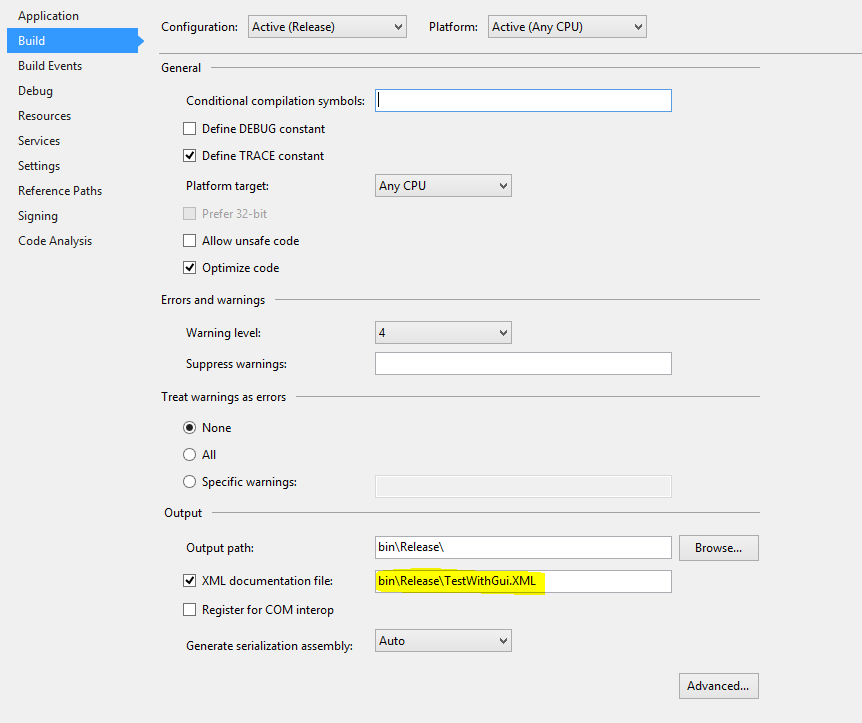 Application
Build
Build Events
Debug
Resources
Services
Settings
Reference Paths
Signing
Code Analysis
Configuration: Active (Release) Platform: Active (Any CPU)
General
Conditional compilation symbols:
Define DEBUG constant
Define TRACE constant
Platform target: Any CPU
Prefer 32-bit
Allow unsafe code
Optimize code
Errors and warnings
Warning level: 4
Suppress warnings:
Treat warnings as errors
None
All
Specific warnings:
Output
Output path: bin\Release\ Browse...
XML documentation file: bin\Release\TestWithGui.XML
Register for COM interop
Generate serialization assembly: Auto
Advanced...